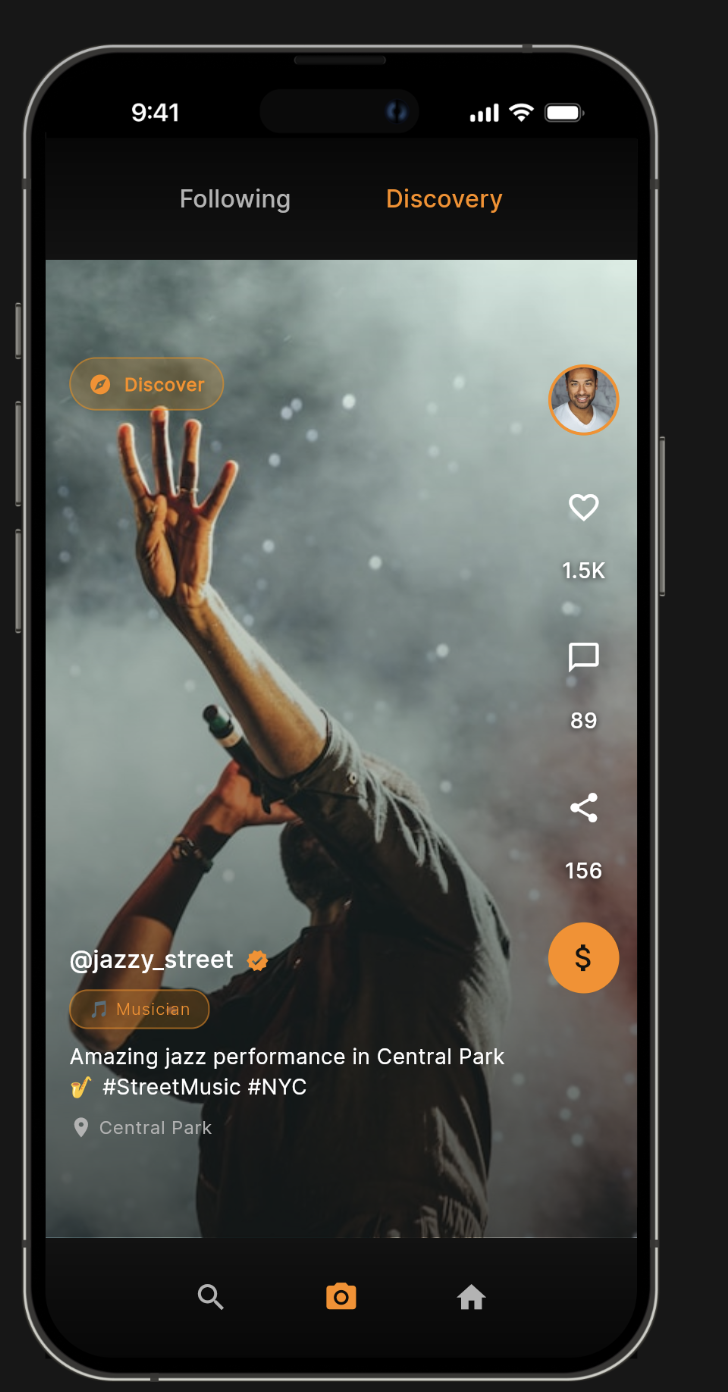 9:41
Following Discovery
Discover
1.5K
89
156
$
@jazzy_street
🎵 Musician
Amazing jazz performance in Central Park
🎷 #StreetMusic #NYC
Central Park